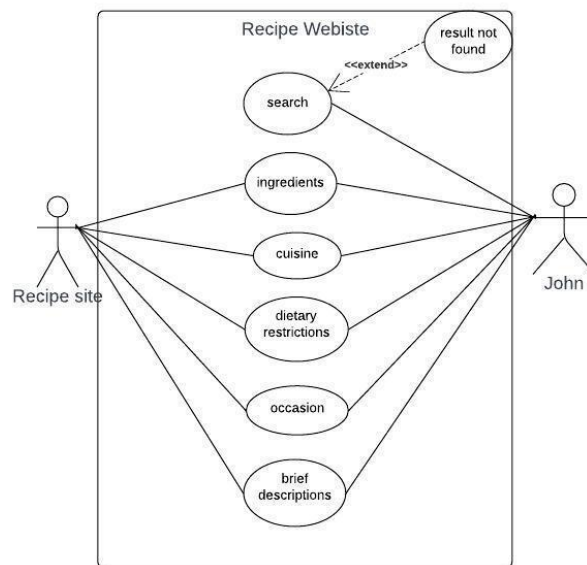 Recipe Webiste
result not
found
<<extend>>
search
ingredients
cuisine
Recipe site
John
dietary
restrictions
occasion
brief
descriptions